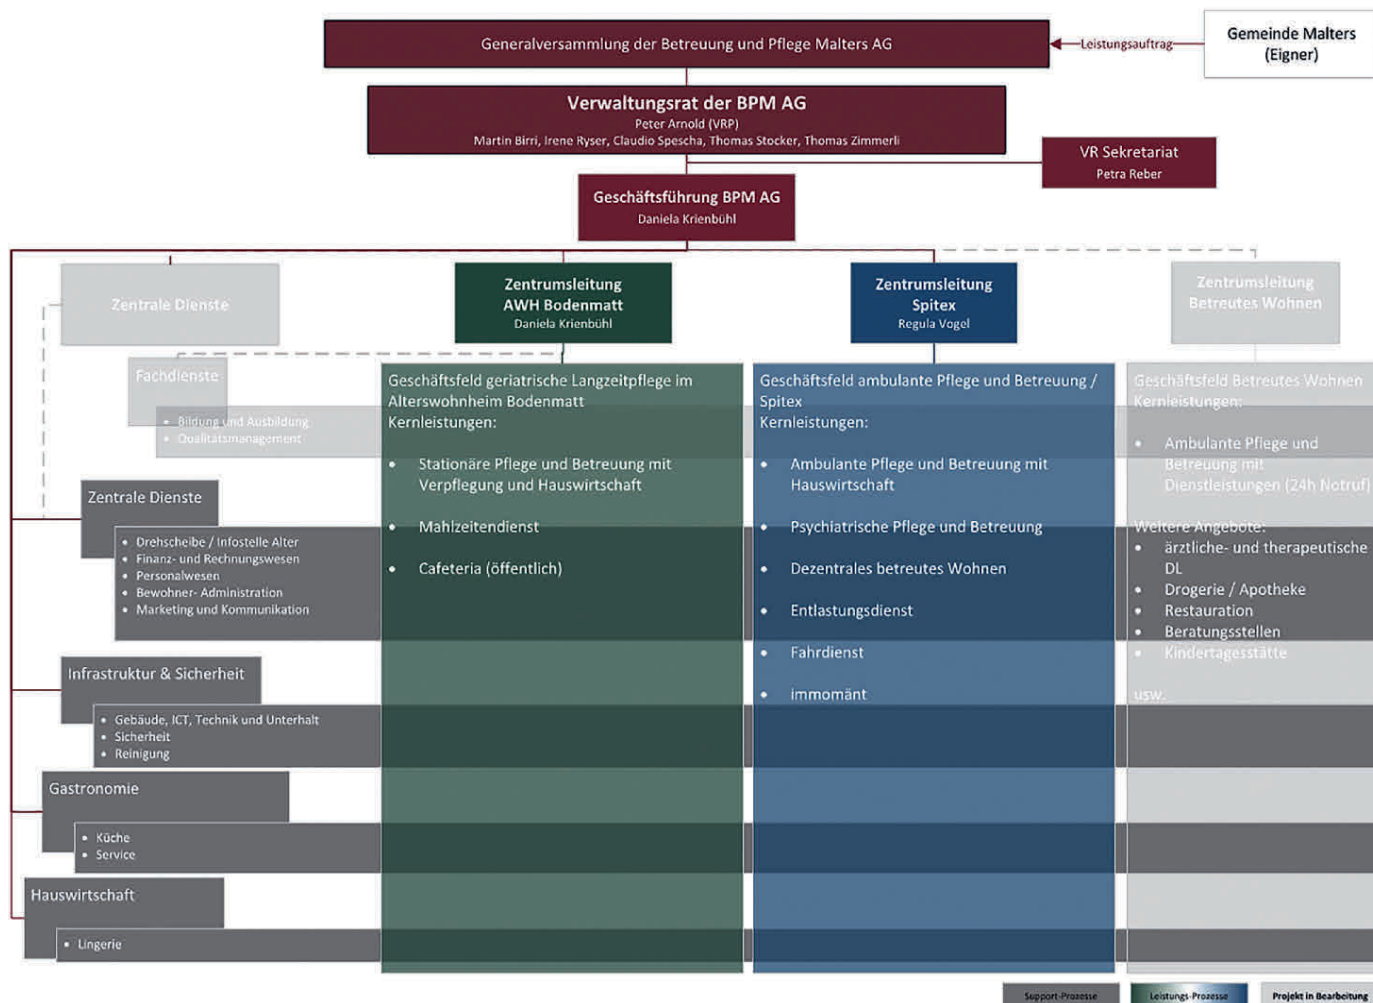 Generalversammlung der Betreuung und Pflege Malters AG
Leistungsauftrag
Gemeinde Malters
(Eigner)
Verwaltungsrat der BPM AG
Peter Arnold (VRP)
Martin Birri, Irene Ryser, Claudio Spescha, Thomas Stocker, Thomas Zimmerli
VR Sekretariat
Petra Reber
Geschäftsführung BPM AG
Daniela Krienbühl
Zentrale Dienste
Zentrumsleitung
AWH Bodenmatt
Daniela Krienbühl
Zentrumsleitung
Spitex
Regula Vogel
Zentrumsleitung
Betreutes Wohnen
Fachdienste
• Bildung und Ausbildung
• Qualitätsmanagement
Zentrale Dienste
• Drehscheibe / Infostelle Alter
• Finanz- und Rechnungswesen
• Personalwesen
• Bewohner- Administration
• Marketing und Kommunikation
Infrastruktur & Sicherheit
• Gebäude, ICT, Technik und Unterhalt
• Sicherheit
• Reinigung
Gastronomie
• Küche
• Service
Hauswirtschaft
• Lingerie
Geschäftsfeld geriatrische Langzeitpflege im
Alterswohnheim Bodenmatt
Kernleistungen:
• Stationäre Pflege und Betreuung mit
Verpflegung und Hauswirtschaft
• Mahlzeitendienst
• Cafeteria (öffentlich)
Geschäftsfeld ambulante Pflege und Betreuung /
Spitex
Kernleistungen:
• Ambulante Pflege und Betreuung mit
Hauswirtschaft
• Psychiatrische Pflege und Betreuung
• Dezentrales betreutes Wohnen
• Entlastungsdienst
• Fahrdienst
• immomänt
Geschäftsfeld Betreutes Wohnen
Kernleistungen:
• Ambulante Pflege und
Betreuung mit
Dienstleistungen (24h Notruf)
Weitere Angebote:
• ärztliche- und therapeutische
DL
• Drogerie / Apotheke
• Restauration
• Beratungsstellen
• Kindertagesstätte
usw.
Support-Prozesse
Leistungs-Prozesse
Projekt in Bearbeitung